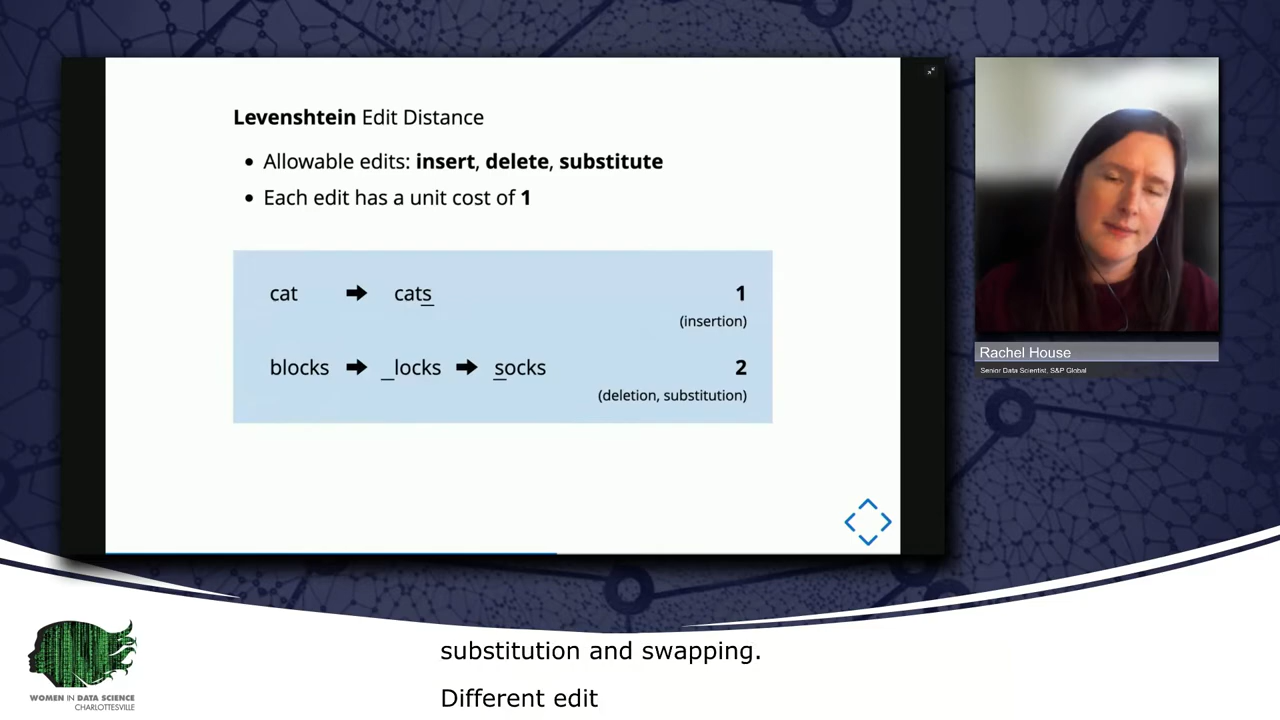 Levenshtein Edit Distance
• Allowable edits: insert, delete, substitute
• Each edit has a unit cost of 1
cat ➡ cats 1
(insertion)
blocks ➡ _locks ➡ socks 2
(deletion, substitution)
Rachel House
Senior Data Scientist, S&P Global
substitution and swapping.
Different edit
WOMEN IN DATA SCIENCE
CHARLOTTESVILLE